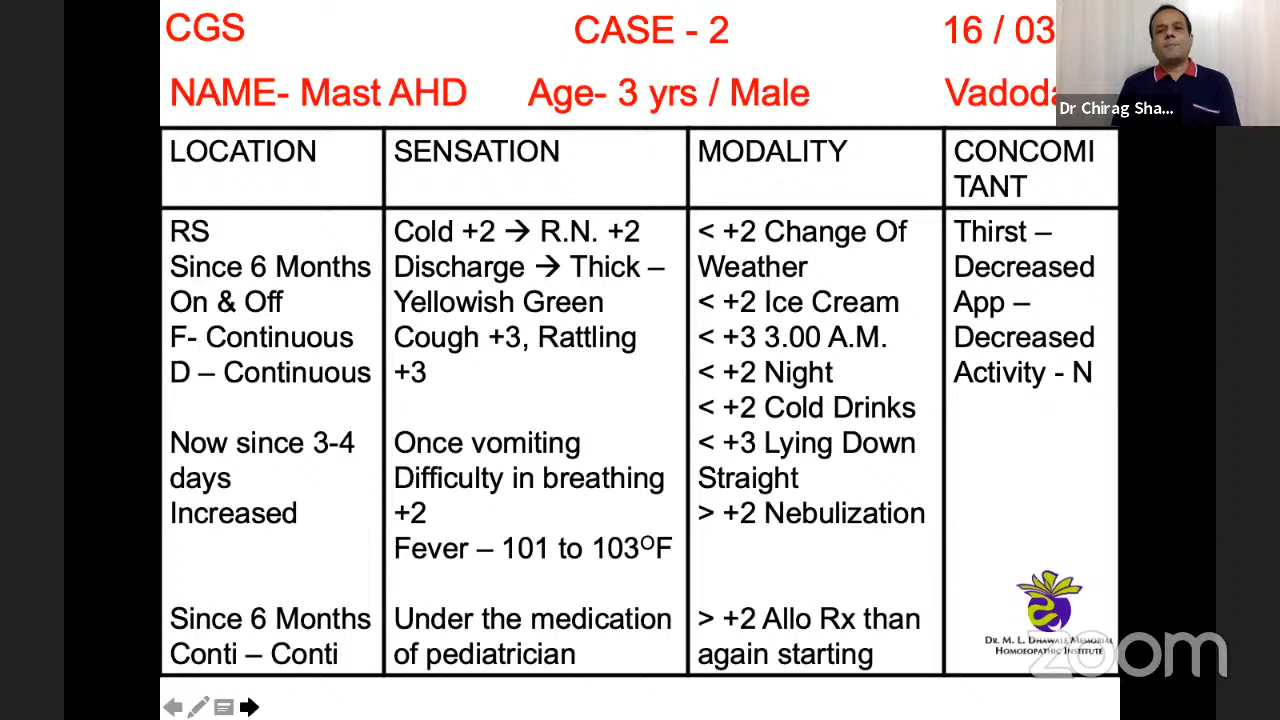 CGS CASE - 2 16 / 03
NAME- Mast AHD Age- 3 yrs / Male Vadoda
Dr Chirag Sha...
LOCATION
SENSATION
MODALITY
CONCOMI
TANT
RS
Since 6 Months
On & Off
F- Continuous
D – Continuous
Now since 3-4
days
Increased
Since 6 Months
Conti – Conti
Cold +2 → R.N. +2
Discharge → Thick –
Yellowish Green
Cough +3, Rattling
+3
Once vomiting
Difficulty in breathing
+2
Fever – 101 to 103°F
Under the medication
of pediatrician
< +2 Change Of
Weather
< +2 Ice Cream
< +3 3.00 A.M.
< +2 Night
< +2 Cold Drinks
< +3 Lying Down
Straight
> +2 Nebulization
> +2 Allo Rx than
again starting
Thirst –
Decreased
App –
Decreased
Activity - N
DR. M. L. DHAWALE MEMORIAL
HOMOEOPATHIC INSTITUTE
zoom